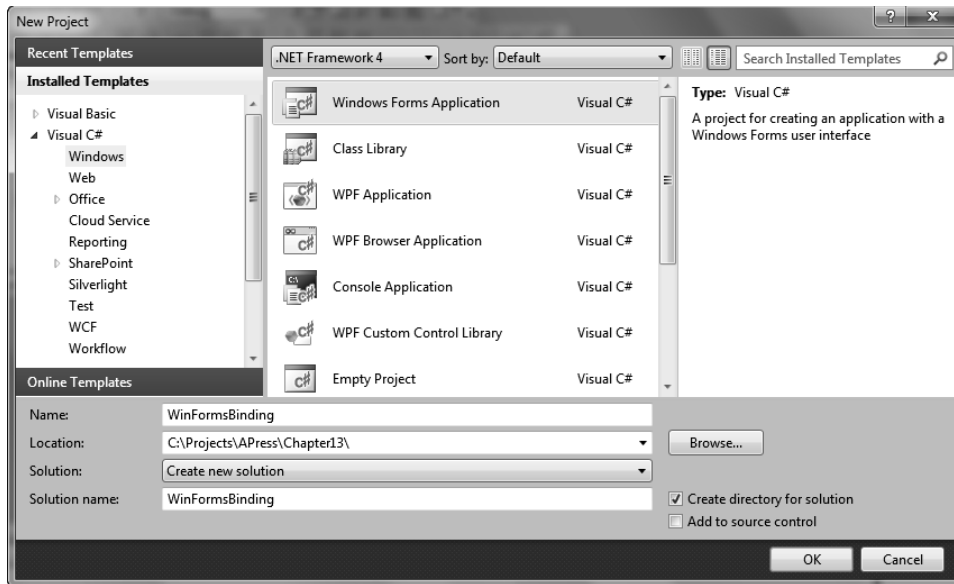 New Project
?
x
Recent Templates
Installed Templates
Visual Basic
Visual C#
Windows
Web
Office
Cloud Service
Reporting
SharePoint
Silverlight
Test
WCF
Workflow
Online Templates
.NET Framework 4
Sort by: Default
Search Installed Templates
Windows Forms Application Visual C#
Class Library Visual C#
WPF Application Visual C#
WPF Browser Application Visual C#
Console Application Visual C#
WPF Custom Control Library Visual C#
Empty Project Visual C#
Type: Visual C#
A project for creating an application with a
Windows Forms user interface
Name: WinFormsBinding
Location: C:\Projects\APress\Chapter13\
Browse...
Solution: Create new solution
Solution name: WinFormsBinding
Create directory for solution
Add to source control
OK
Cancel